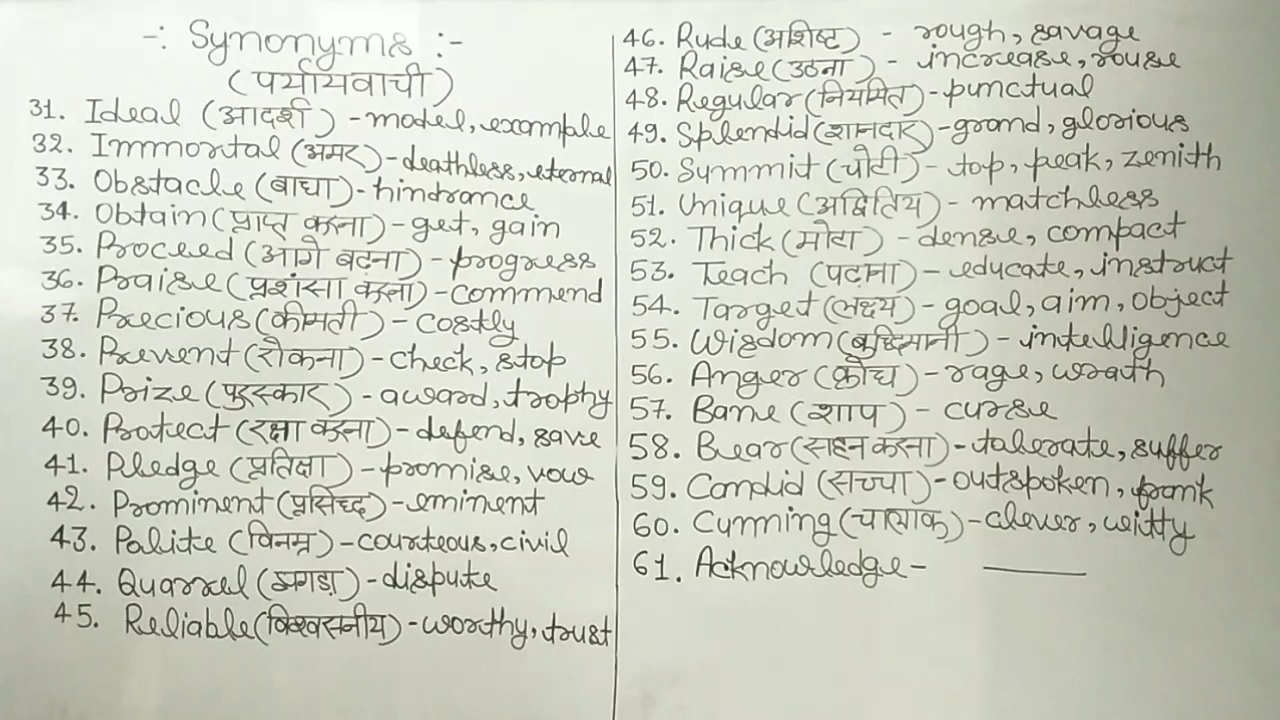 -: Synonyms :-
(पर्यायवाची)
31. Ideal (आदर्श) - model, example
32. Immortal (अमर) - deathless, eternal
33. Obstacle (बाधा) - hindrance
34. Obtain (प्राप्त करना) - get, gain
35. Proceed (आगे बढ़ना) - progress
36. Praise (प्रशंसा करना) - commend
37. Precious (कीमती) - costly
38. Prevent (रोकना) - check, stop
39. Prize (पुरस्कार) - award, trophy
40. Protect (रक्षा करना) - defend, save
41. Pledge (प्रतिक्षा) - promise, vow
42. Prominent (प्रसिध्द) - eminent
43. Polite (विनम्र) - courteous, civil
44. Quarrel (झगड़ा) - dispute
45. Reliable (विश्वसनीय) - worthy, trust
46. Rude (अशिष्ट) - rough, savage
47. Raise (उठना) - increase, rouse
48. Regular (नियमित) - punctual
49. Splendid (शानदार) - grand, glorious
50. Summit (चोटी) - top, peak, zenith
51. Unique (अद्वितिय) - matchless
52. Thick (मोटा) - dense, compact
53. Teach (पढ़ाना) - educate, instruct
54. Target (लक्ष्य) - goal, aim, object
55. Wisdom (बुध्दिमानी) - intelligence
56. Anger (क्रोध) - rage, wrath
57. Bane (शाप) - curse
58. Bear (सहन करना) - tolerate, suffer
59. Candid (सच्चा) - outspoken, frank
60. Cunning (चालाक) - clever, witty
61. Acknowledge - ———